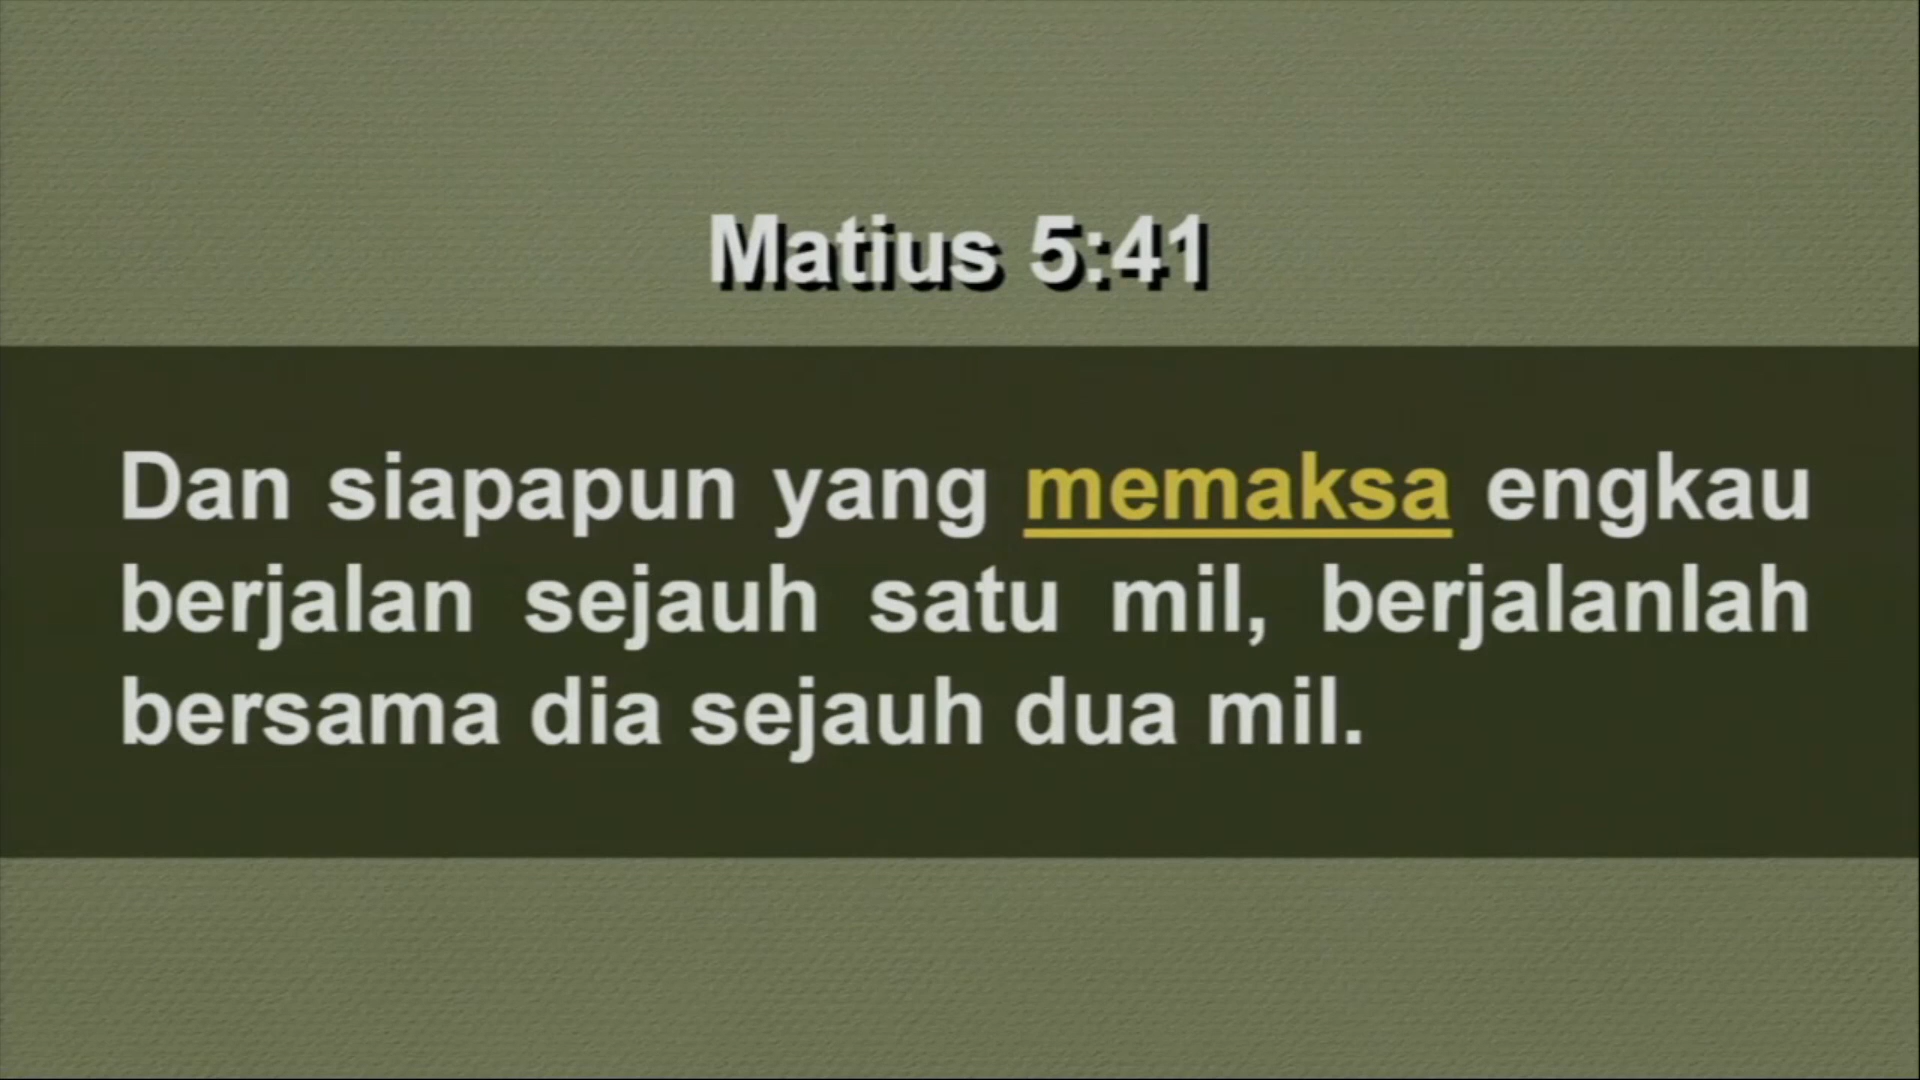 Matius 5:41
Dan siapapun yang memaksa engkau
berjalan sejauh satu mil, berjalanlah
bersama dia sejauh dua mil.